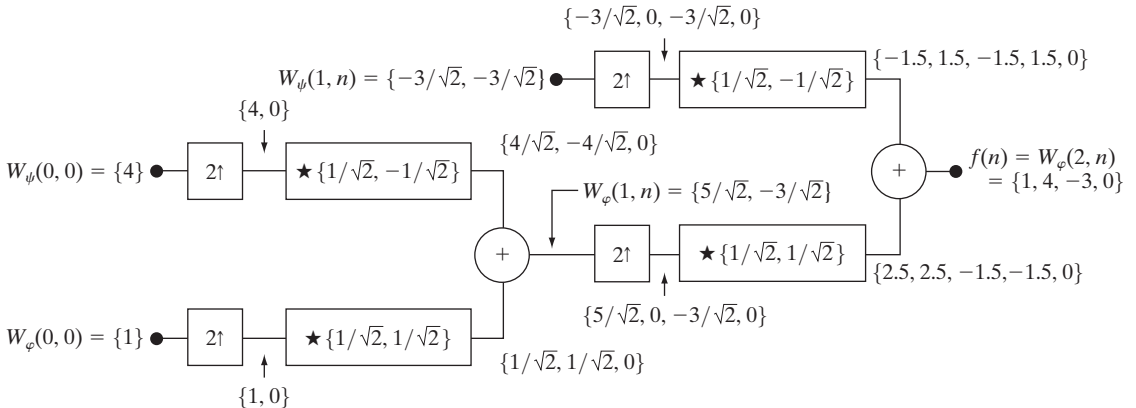 {−3/√2, 0, −3/√2, 0}
W_ψ(1, n) = {−3/√2, −3/√2}
2↑
★ {1/√2, −1/√2}
{−1.5, 1.5, −1.5, 1.5, 0}
{4, 0}
W_ψ(0, 0) = {4}
2↑
★ {1/√2, −1/√2}
{4/√2, −4/√2, 0}
+
f(n) = W_φ(2, n)
= {1, 4, −3, 0}
W_φ(1, n) = {5/√2, −3/√2}
+
2↑
★ {1/√2, 1/√2}
{2.5, 2.5, −1.5,−1.5, 0}
{5/√2, 0, −3/√2, 0}
W_φ(0, 0) = {1}
2↑
★ {1/√2, 1/√2}
{1/√2, 1/√2, 0}
{1, 0}